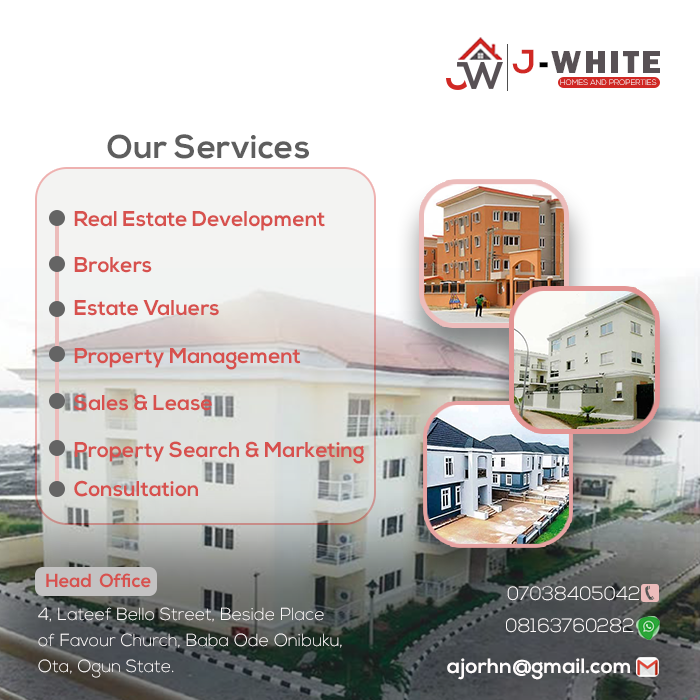 JW
J-WHITE
HOMES AND PROPERTIES
Our Services
Real Estate Development
Brokers
Estate Valuers
Property Management
Sales & Lease
Property Search & Marketing
Consultation
Head Office
4, Lateef Bello Street, Beside Place
of Favour Church, Baba Ode Onibuku,
Ota, Ogun State.
07038405042
08163760282
ajorhn@gmail.com